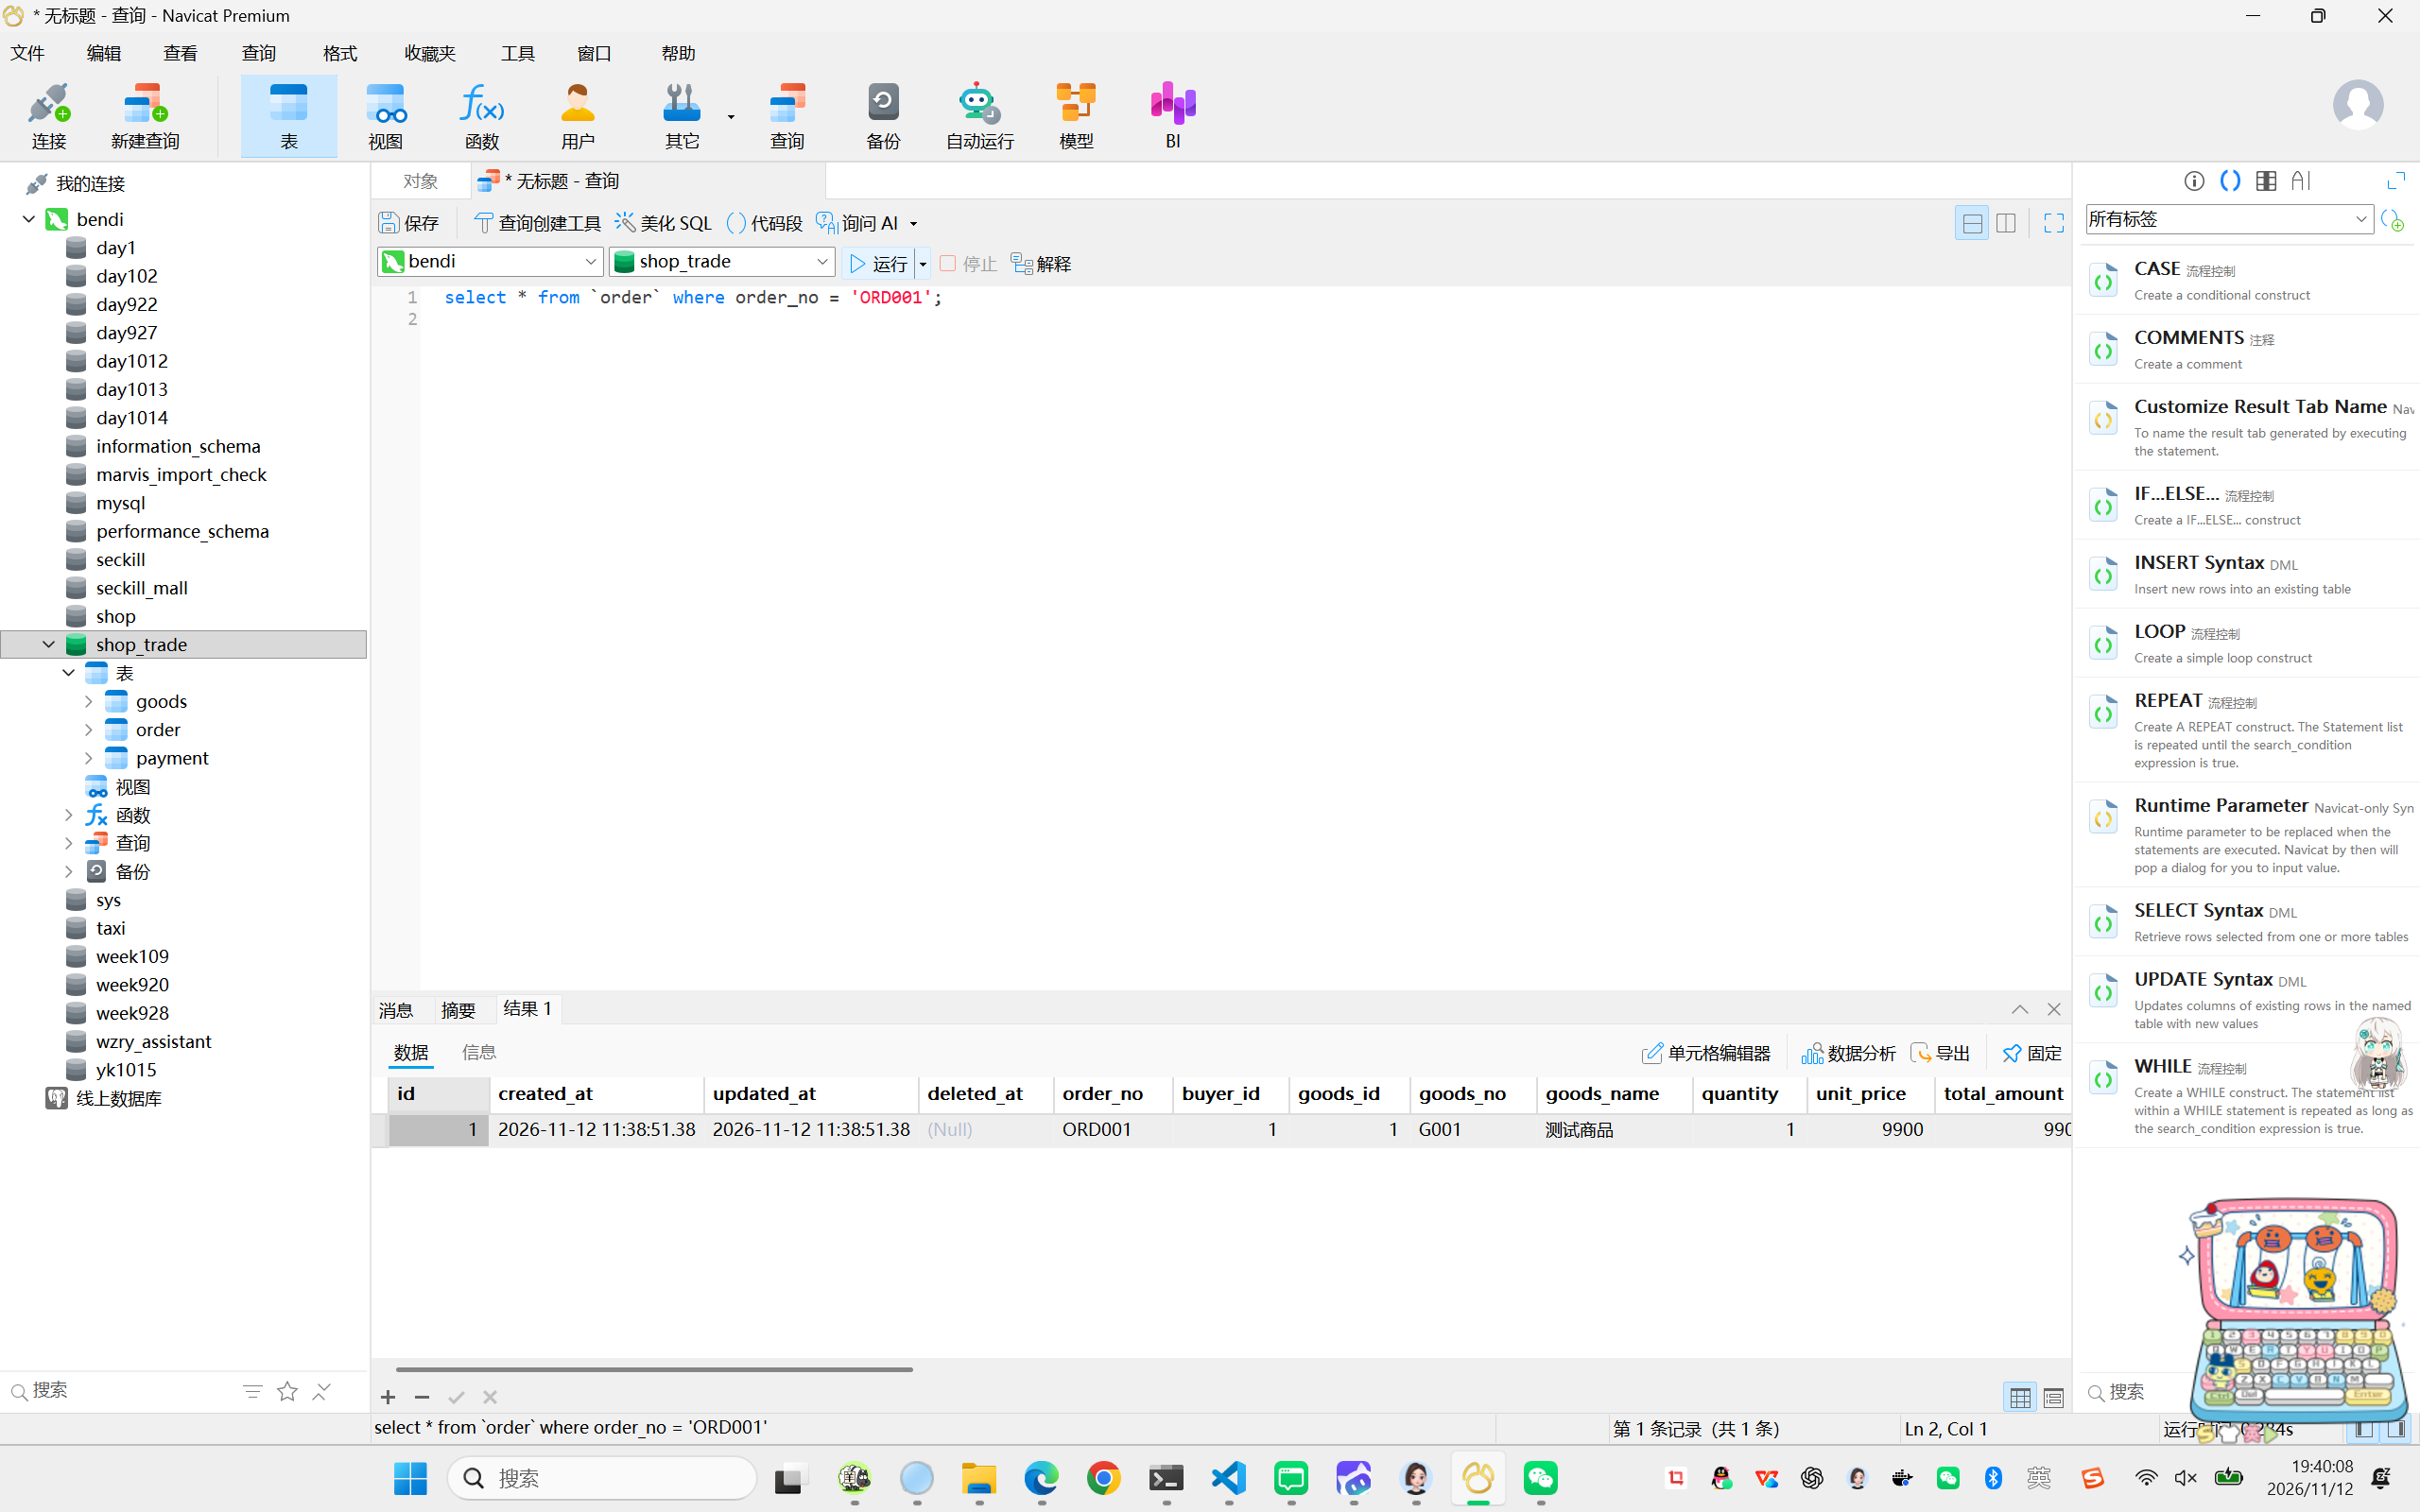 * 无标题 - 查询 - Navicat Premium
文件 编辑 查看 查询 格式 收藏夹 工具 窗口 帮助
连接 新建查询 表 视图 函数 用户 其它 查询 备份 自动运行 模型 BI
我的连接
bendi
day1
day102
day922
day927
day1012
day1013
day1014
information_schema
marvis_import_check
mysql
performance_schema
seckill
seckill_mall
shop
shop_trade
表
goods
order
payment
视图
函数
查询
备份
sys
taxi
week109
week920
week928
wzry_assistant
yk1015
线上数据库
搜索
对象 * 无标题 - 查询
保存 查询创建工具 美化 SQL 代码段 询问 AI
bendi shop_trade 运行 停止 解释
1 select * from `order` where order_no = 'ORD001';
2
消息 摘要 结果 1
数据 信息 单元格编辑器 数据分析 导出 固定
id created_at updated_at deleted_at order_no buyer_id goods_id goods_no goods_name quantity unit_price total_amount
1 2026-11-12 11:38:51.38 2026-11-12 11:38:51.38 (Null) ORD001 1 1 G001 测试商品 1 9900 990
select * from `order` where order_no = 'ORD001' 第 1 条记录 (共 1 条) Ln 2, Col 1
所有标签
CASE 流程控制
Create a conditional construct
COMMENTS 注释
Create a comment
Customize Result Tab Name Nav
To name the result tab generated by executing
the statement.
IF...ELSE... 流程控制
Create a IF...ELSE... construct
INSERT Syntax DML
Insert new rows into an existing table
LOOP 流程控制
Create a simple loop construct
REPEAT 流程控制
Create A REPEAT construct. The Statement list
is repeated until the search_condition
expression is true.
Runtime Parameter Navicat-only Syn
Runtime parameter to be replaced when the
statements are executed. Navicat by then will
pop a dialog for you to input value.
SELECT Syntax DML
Retrieve rows selected from one or more tables
UPDATE Syntax DML
Updates columns of existing rows in the named
table with new values
WHILE 流程控制
Create a WHILE construct. The statement list
within a WHILE statement is repeated as long as
the search_condition expression is true.
搜索
搜索
英
19:40:08
2026/11/12